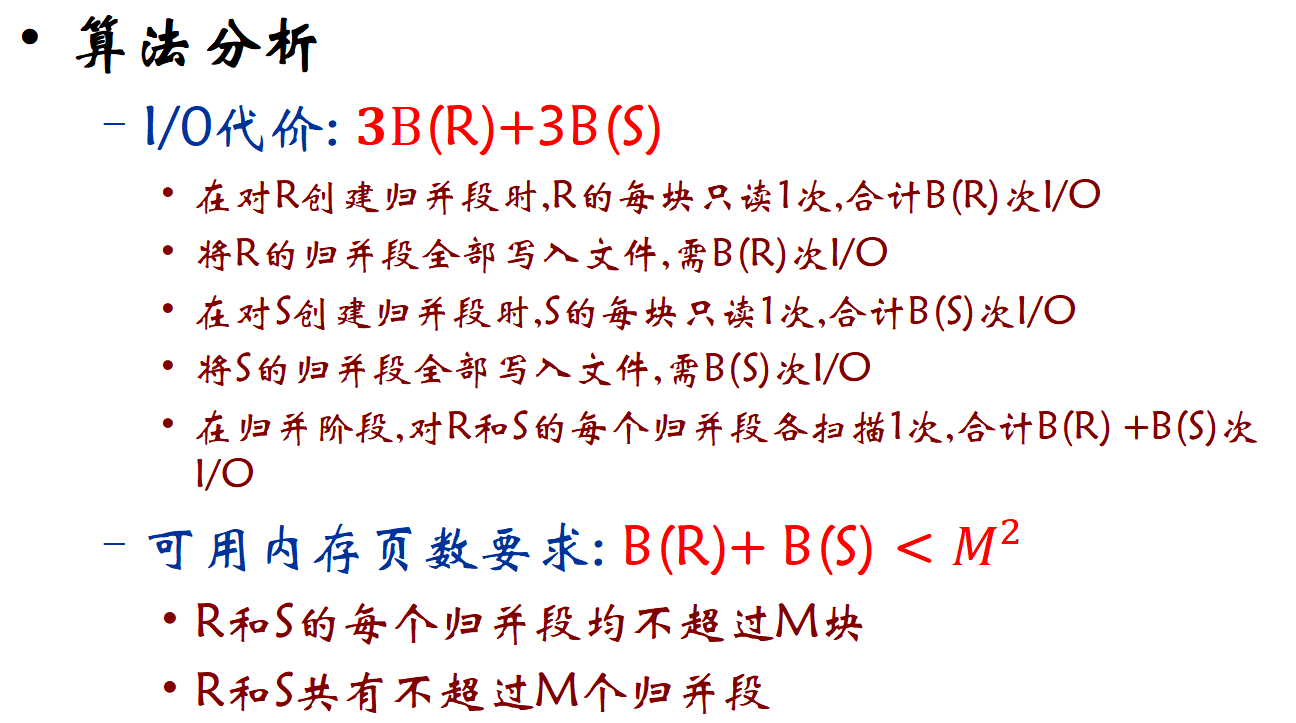 • 算法分析
– I/O代价: 3B(R)+3B(S)
• 在对R创建归并段时,R的每块只读1次,合计B(R)次I/O
• 将R的归并段全部写入文件,需B(R)次I/O
• 在对S创建归并段时,S的每块只读1次,合计B(S)次I/O
• 将S的归并段全部写入文件,需B(S)次I/O
• 在归并阶段,对R和S的每个归并段各扫描1次,合计B(R) +B(S)次
I/O
– 可用内存页数要求: B(R)+ B(S) < M²
• R和S的每个归并段均不超过M块
• R和S共有不超过M个归并段